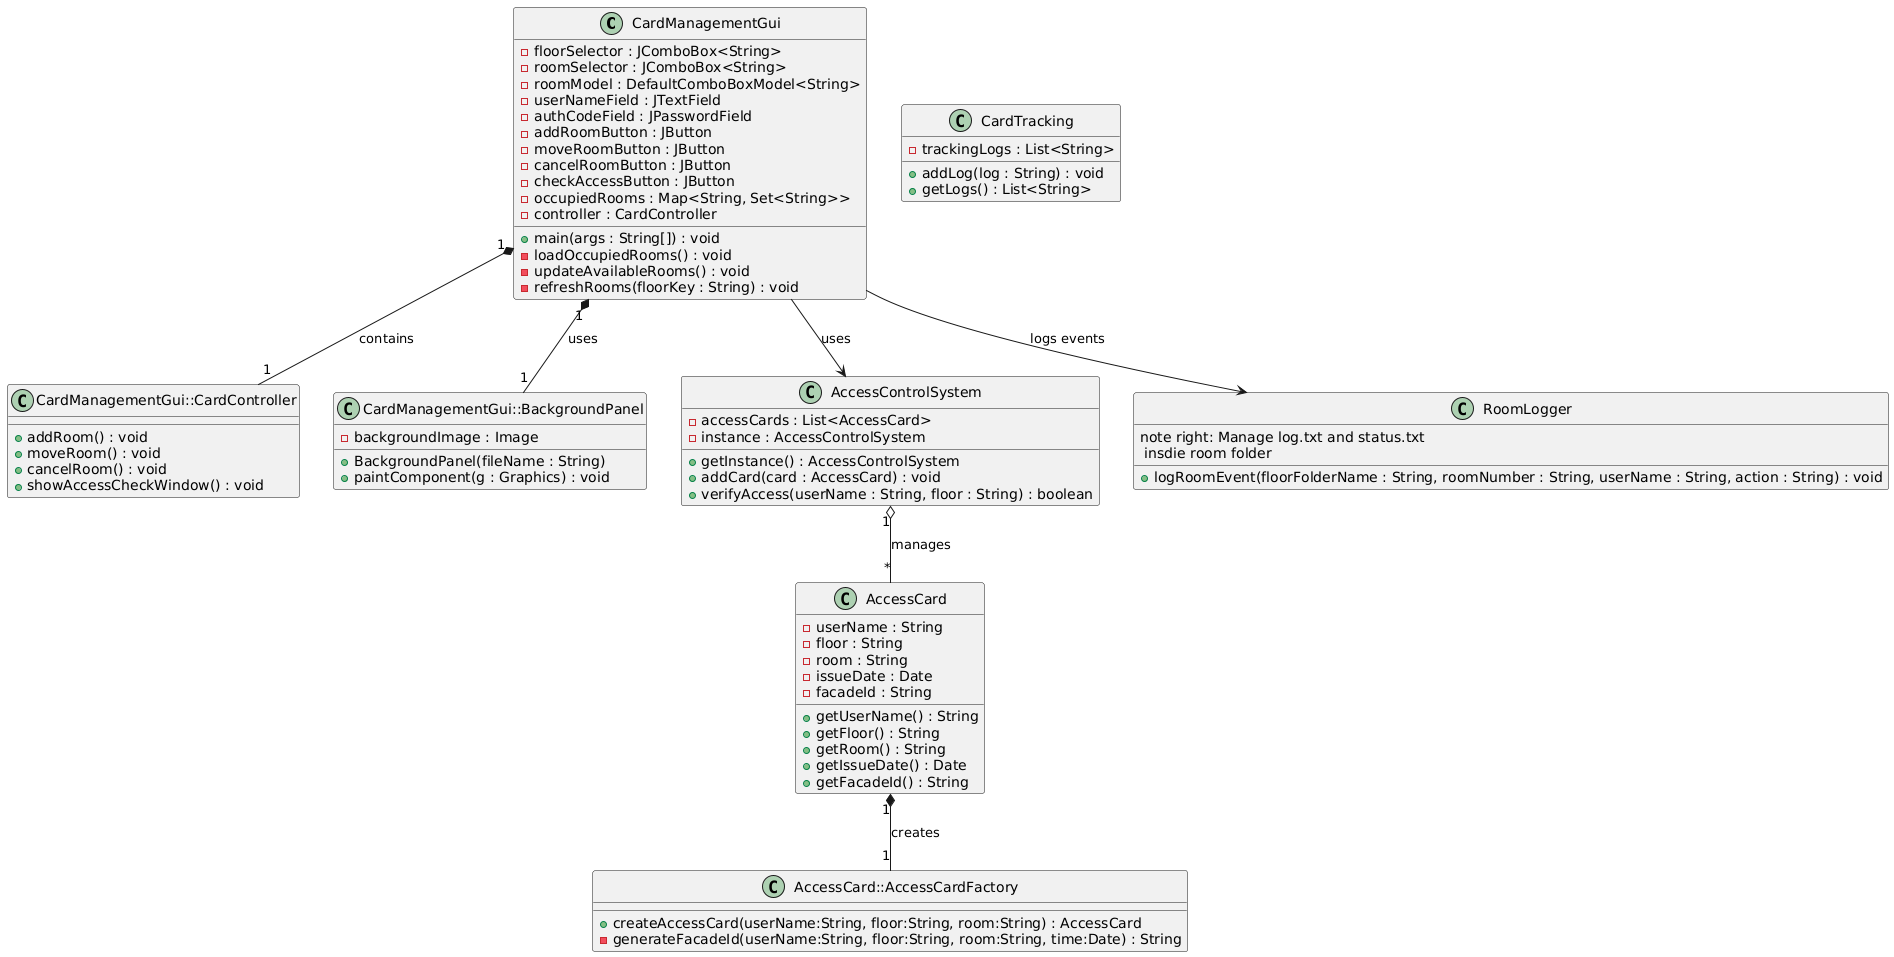 C CardManagementGui
floorSelector : JComboBox<String>
roomSelector : JComboBox<String>
roomModel : DefaultComboBoxModel<String>
userNameField : JTextField
authCodeField : JPasswordField
addRoomButton : JButton
moveRoomButton : JButton
cancelRoomButton : JButton
checkAccessButton : JButton
occupiedRooms : Map<String, Set<String>>
controller : CardController
main(args : String[]) : void
loadOccupiedRooms() : void
updateAvailableRooms() : void
refreshRooms(floorKey : String) : void
C CardTracking
trackingLogs : List<String>
addLog(log : String) : void
getLogs() : List<String>
1
contains
1
1
uses
1
uses
logs events
C CardManagementGui::CardController
addRoom() : void
moveRoom() : void
cancelRoom() : void
showAccessCheckWindow() : void
C CardManagementGui::BackgroundPanel
backgroundImage : Image
BackgroundPanel(fileName : String)
paintComponent(g : Graphics) : void
C AccessControlSystem
accessCards : List<AccessCard>
instance : AccessControlSystem
getInstance() : AccessControlSystem
addCard(card : AccessCard) : void
verifyAccess(userName : String, floor : String) : boolean
C RoomLogger
note right: Manage log.txt and status.txt
insdie room folder
logRoomEvent(floorFolderName : String, roomNumber : String, userName : String, action : String) : void
1
manages
*
C AccessCard
userName : String
floor : String
room : String
issueDate : Date
facadeId : String
getUserName() : String
getFloor() : String
getRoom() : String
getIssueDate() : Date
getFacadeId() : String
1
creates
1
C AccessCard::AccessCardFactory
createAccessCard(userName:String, floor:String, room:String) : AccessCard
generateFacadeId(userName:String, floor:String, room:String, time:Date) : String